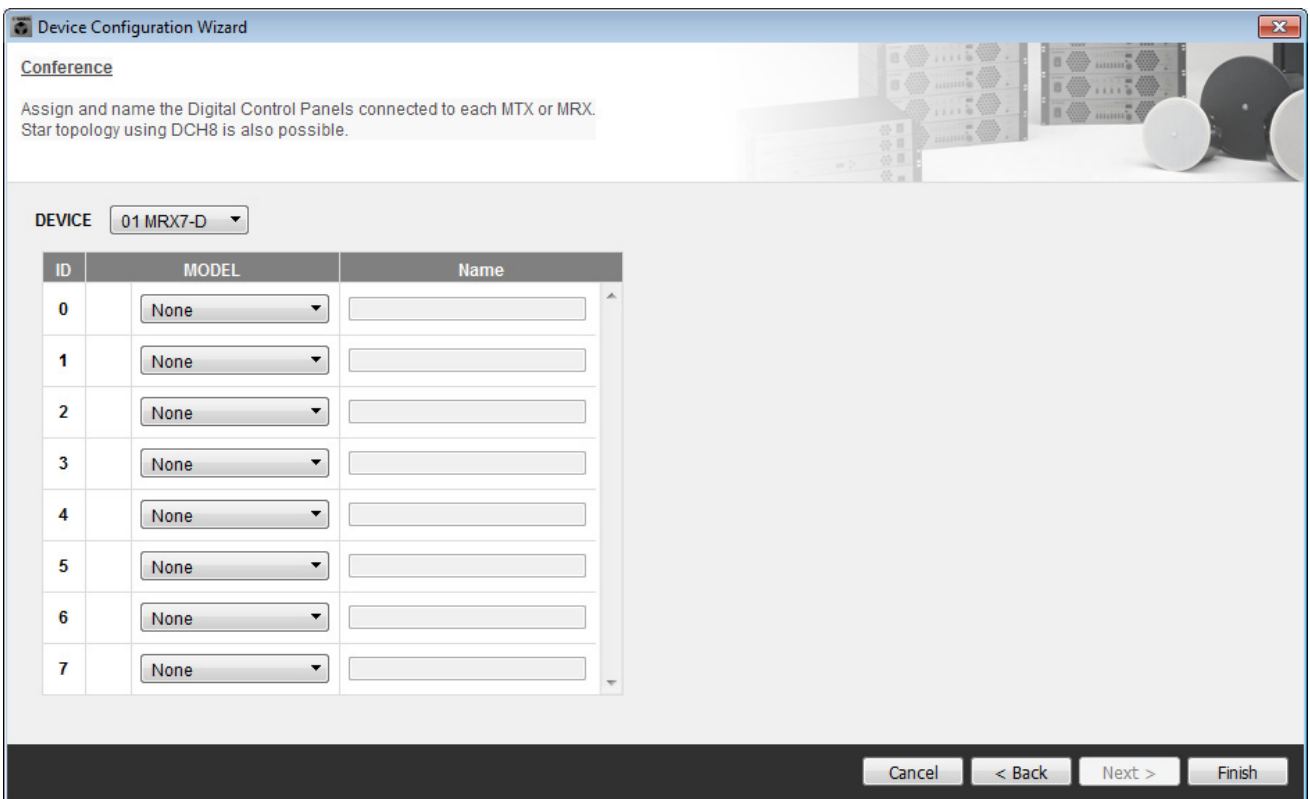 Device Configuration Wizard
Conference
Assign and name the Digital Control Panels connected to each MTX or MRX.
Star topology using DCH8 is also possible.
DEVICE 01 MRX7-D
ID MODEL Name
0 None
1 None
2 None
3 None
4 None
5 None
6 None
7 None
Cancel < Back Next > Finish